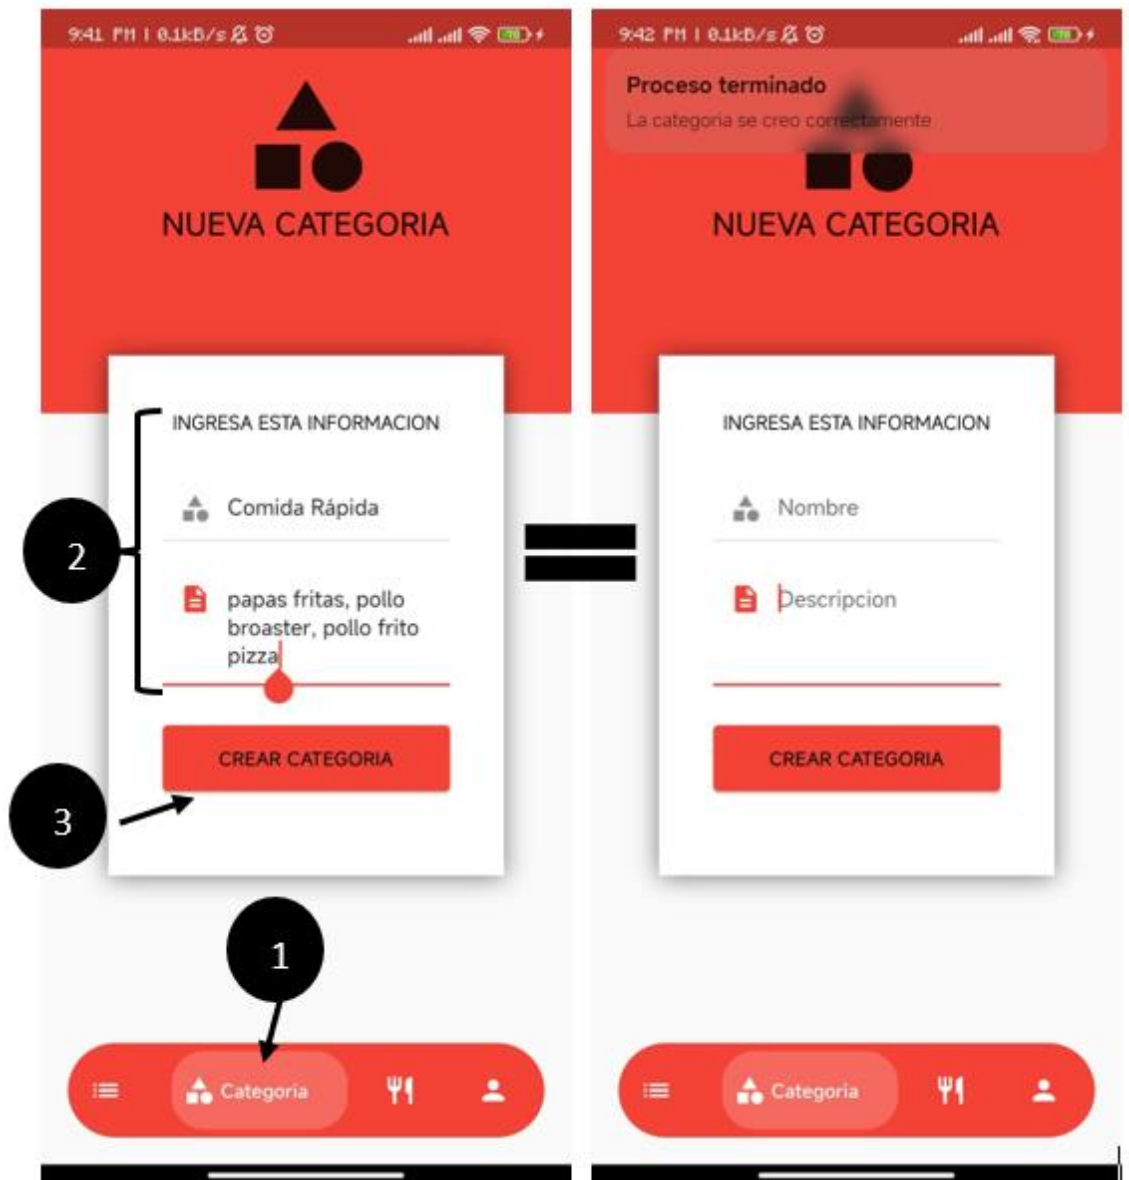 9:41 PM | 0.1kB/s
NUEVA CATEGORIA
INGRESA ESTA INFORMACION
Comida Rápida
papas fritas, pollo
broaster, pollo frito
pizza
CREAR CATEGORIA
Categoria
2
3
1
9:42 PM | 0.1kB/s
Proceso terminado
La categoria se creo correctamente
NUEVA CATEGORIA
INGRESA ESTA INFORMACION
Nombre
Descripcion
CREAR CATEGORIA
Categoria